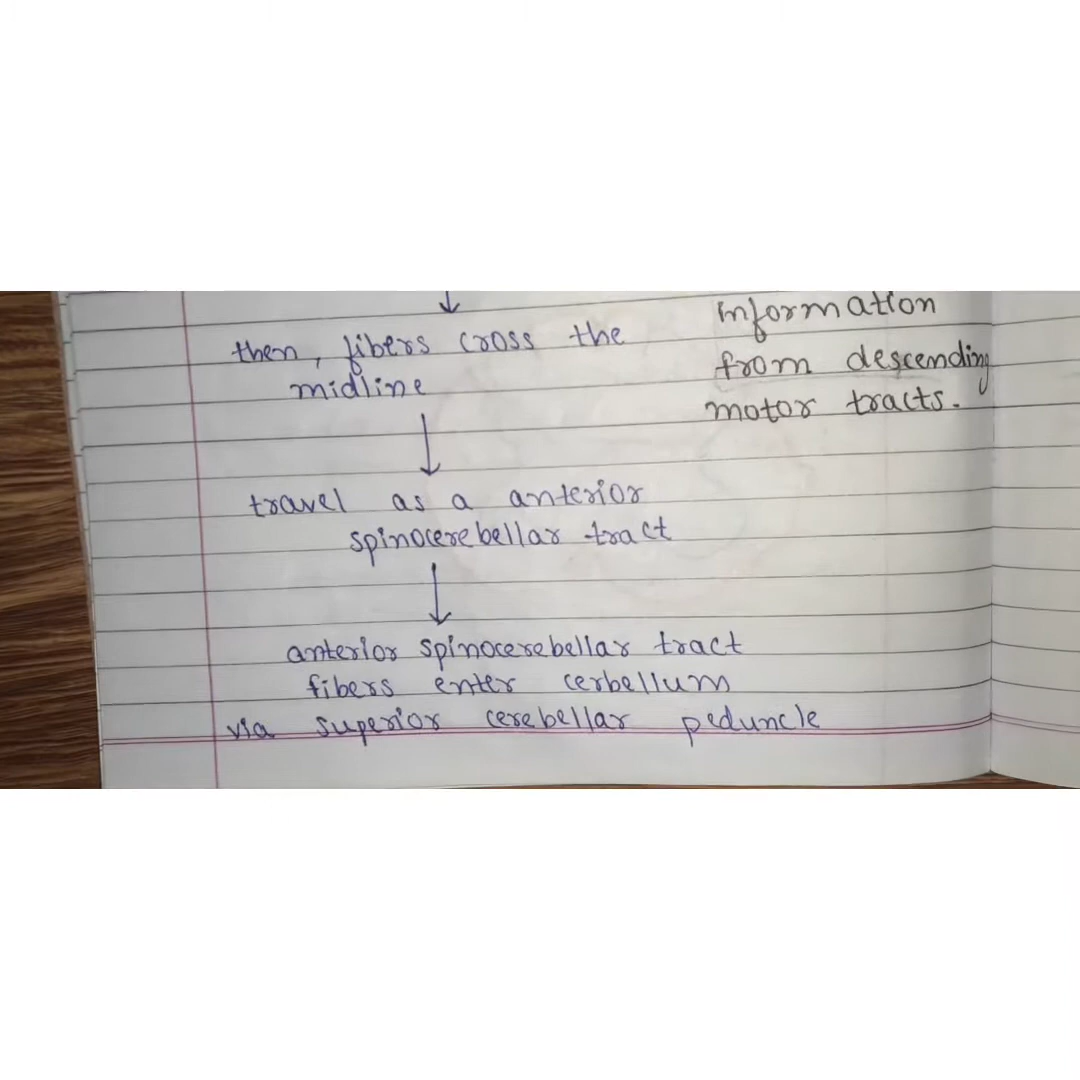 then, fibers cross the
midline
↓
travel as a anterior
spinocerebellar tract
↓
anterior spinocerebellar tract
fibers enter cerbellum
via superior cerebellar peduncle
information
from descending
motor tracts.